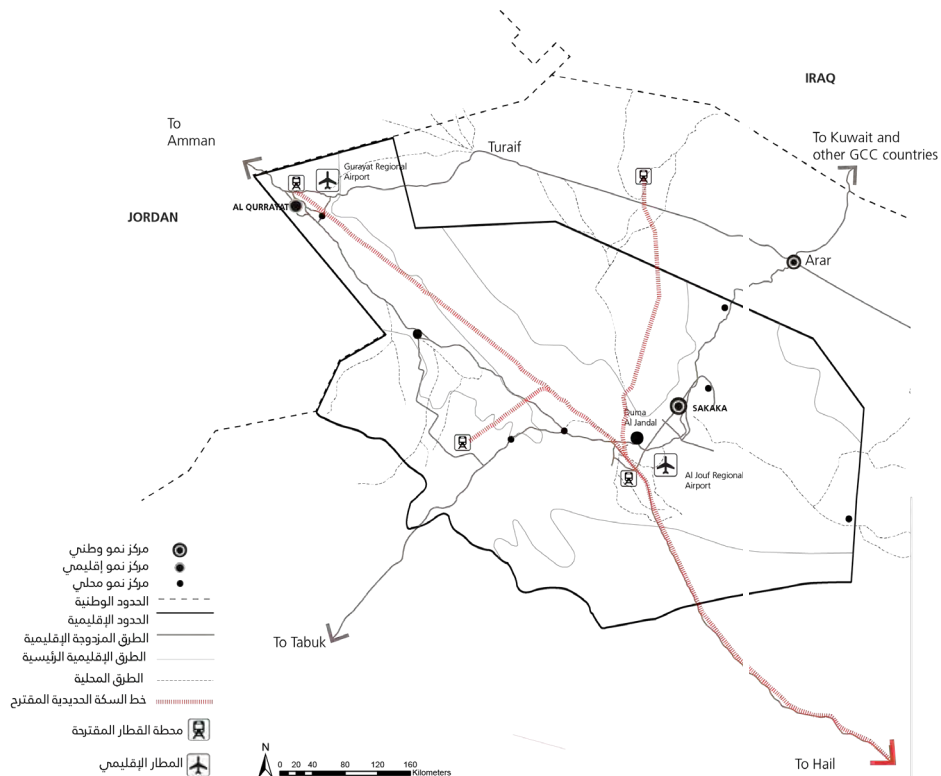 IRAQ
To
Amman
To Kuwait and
other GCC countries
Turaif
Gurayat Regional
Airport
AL QURRAYAT
JORDAN
Arar
SAKAKA
Duma
Al Jandal
Al Jouf Regional
Airport
To Tabuk
To Hail
مركز نمو وطني
مركز نمو إقليمي
مركز نمو محلي
الحدود الوطنية
الحدود الإقليمية
الطرق المزدوجة الإقليمية
الطرق الإقليمية الرئيسية
الطرق المحلية
خط السكة الحديدية المقترح
محطة القطار المقترحة
المطار الإقليمي
N
0 20 40 80 120 160
Kilometers